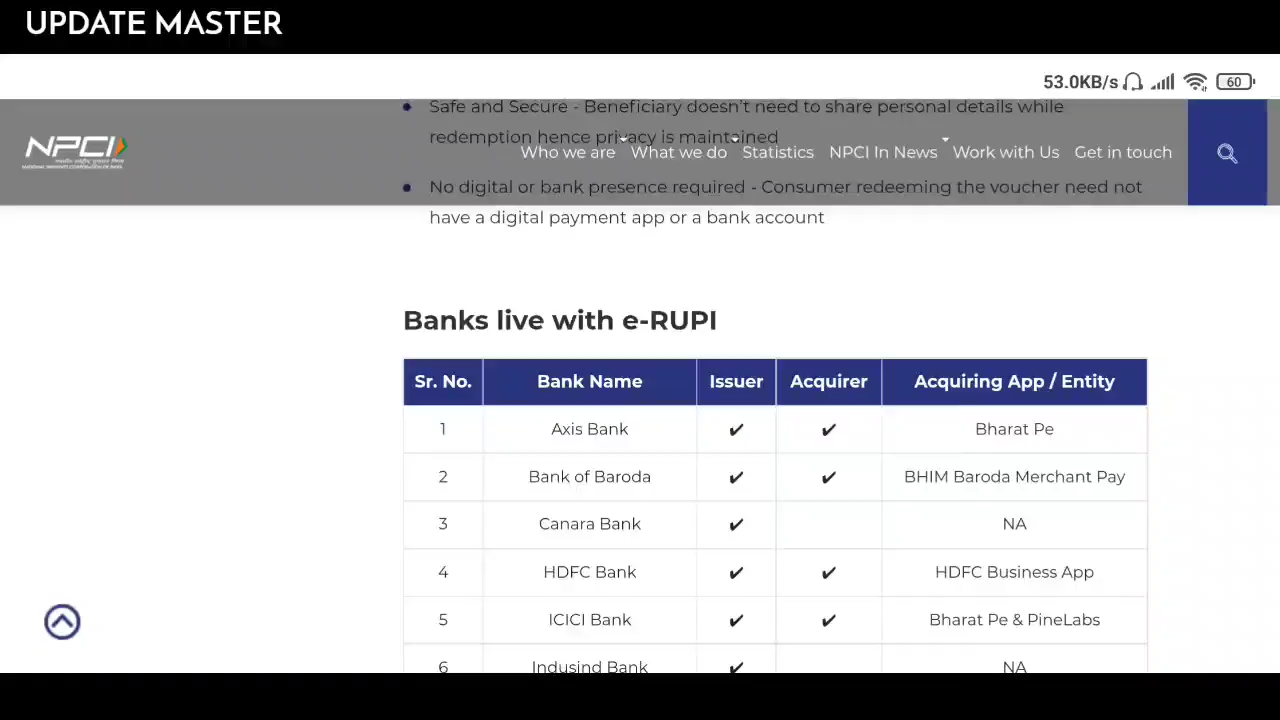 UPDATE MASTER
53.0KB/s 60
Safe and Secure - Beneficiary doesn't need to share personal details while
redemption hence privacy is maintained
NPCI
Who we are What we do Statistics NPCI In News Work with Us Get in touch
No digital or bank presence required - Consumer redeeming the voucher need not
have a digital payment app or a bank account
Banks live with e-RUPI
Sr. No. Bank Name Issuer Acquirer Acquiring App / Entity
1 Axis Bank ✔ ✔ Bharat Pe
2 Bank of Baroda ✔ ✔ BHIM Baroda Merchant Pay
3 Canara Bank ✔ NA
4 HDFC Bank ✔ ✔ HDFC Business App
5 ICICI Bank ✔ ✔ Bharat Pe & PineLabs
6 Indusind Bank ✔ NA